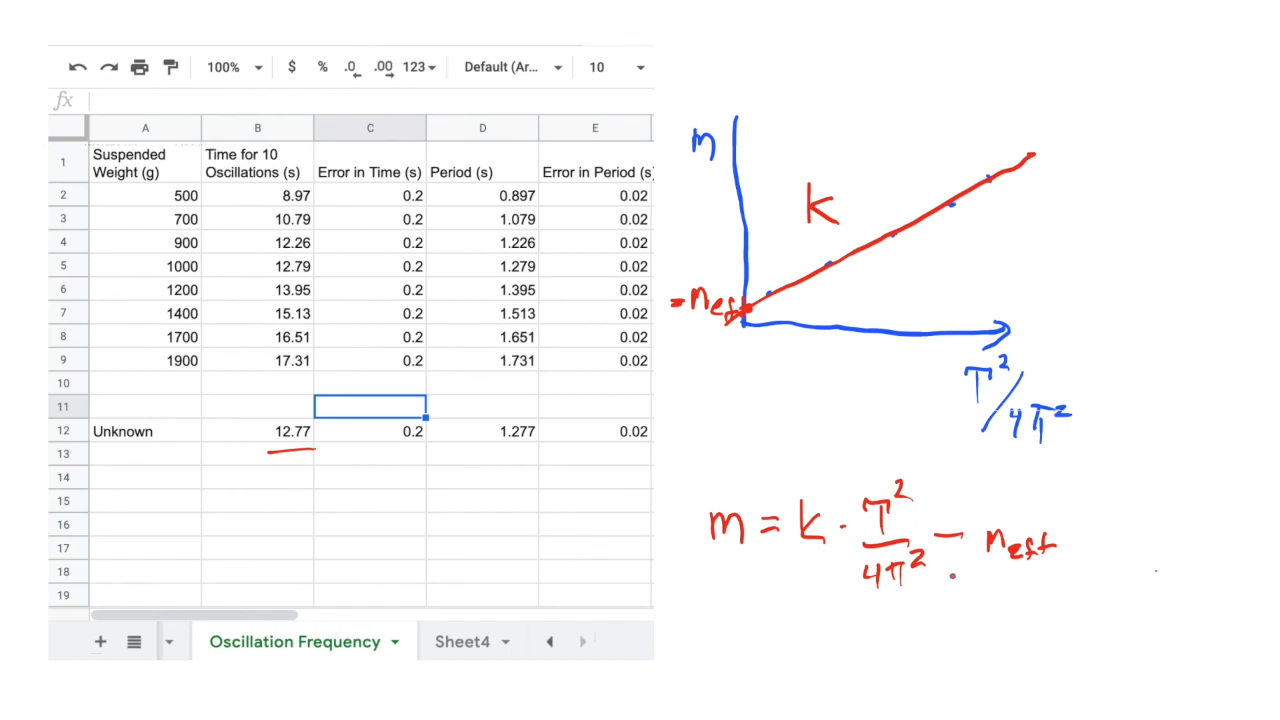 100% $ % .0 .00 123 Default (Ar... 10
fx
A B C D E
1 Suspended Weight (g) Time for 10 Oscillations (s) Error in Time (s) Period (s) Error in Period (s)
2 500 8.97 0.2 0.897 0.02
3 700 10.79 0.2 1.079 0.02
4 900 12.26 0.2 1.226 0.02
5 1000 12.79 0.2 1.279 0.02
6 1200 13.95 0.2 1.395 0.02
7 1400 15.13 0.2 1.513 0.02
8 1700 16.51 0.2 1.651 0.02
9 1900 17.31 0.2 1.731 0.02
10
11
12 Unknown 12.77 0.2 1.277 0.02
13
14
15
16
17
18
19
+ Oscillation Frequency Sheet4
m
k
-meff
T²/4π²
m = k · T²/4π² - meff